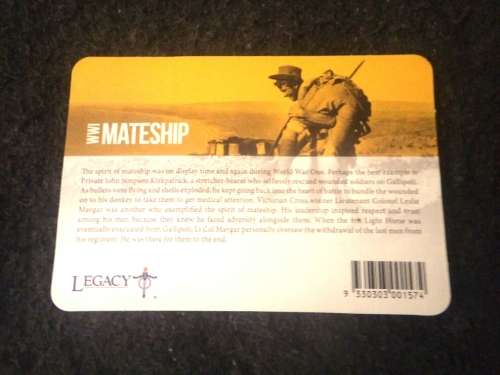 WWI MATESHIP
The spirit of mateship was on display time and again during World War One. Perhaps the best example is
Private John Simpson Kirkpatrick, a stretcher-bearer who selflessly rescued wounded soldiers on Gallipoli.
As bullets were flying and shells exploded, he kept going back into the heart of battle to bundle the wounded
on to his donkey to take them to get medical attention. Victorian Cross winner Lieutenant Colonel Leslie
Maygar was another who exemplified the spirit of mateship. His leadership inspired respect and trust
among his men because they knew he faced adversity alongside them. When the 8th Light Horse was
eventually evacuated from Gallipoli, Lt Col Maygar personally oversaw the withdrawal of the last men from
his regiment. He was there for them to the end.
LEGACY
9 330303 001574